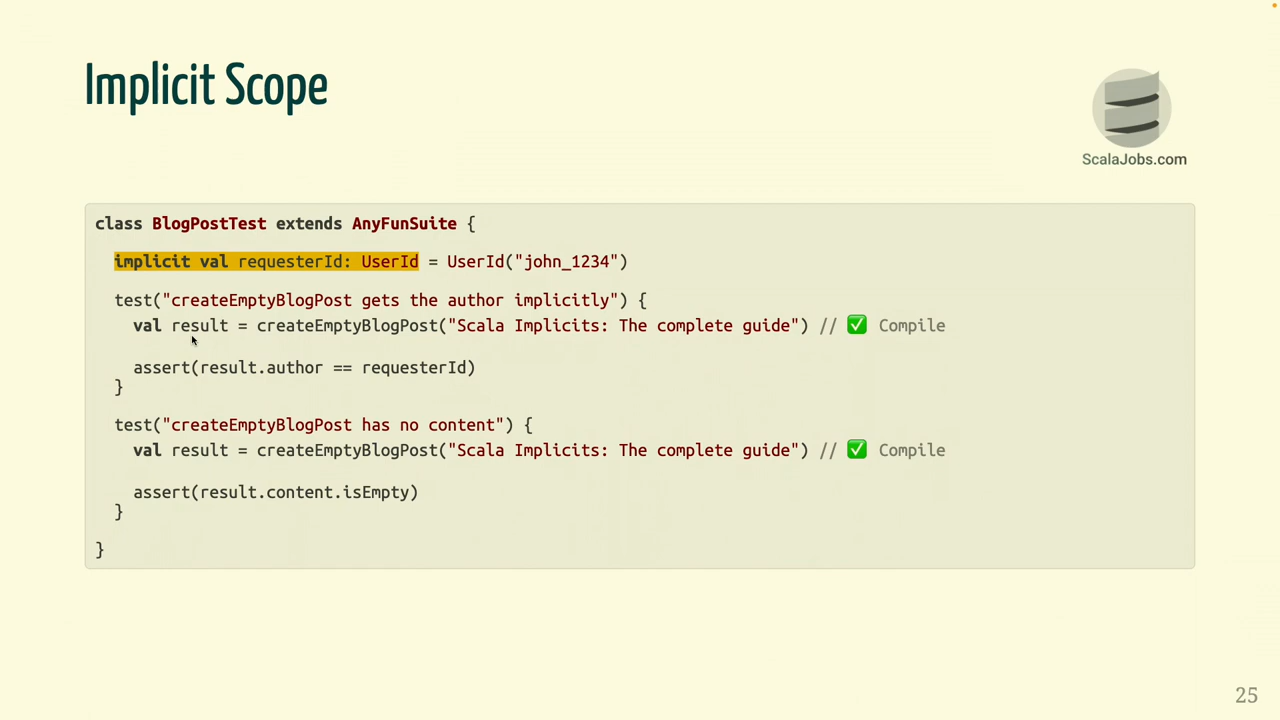 Implicit Scope
ScalaJobs.com
class BlogPostTest extends AnyFunSuite {
implicit val requesterId: UserId = UserId("john_1234")
test("createEmptyBlogPost gets the author implicitly") {
val result = createEmptyBlogPost("Scala Implicits: The complete guide") // ✅ Compile
assert(result.author == requesterId)
}
test("createEmptyBlogPost has no content") {
val result = createEmptyBlogPost("Scala Implicits: The complete guide") // ✅ Compile
assert(result.content.isEmpty)
}
}
25